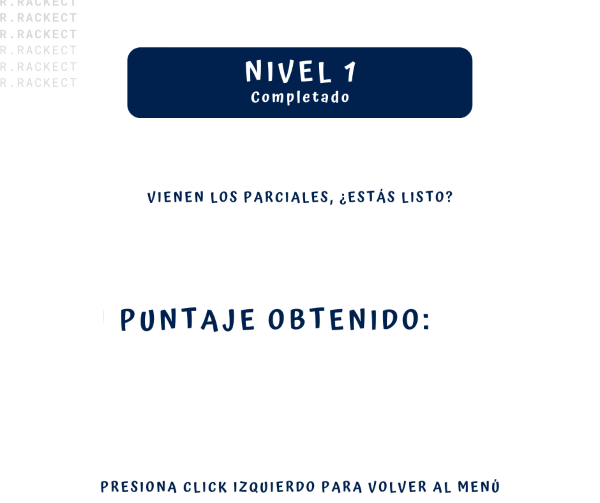 R.RACKECT
R.RACKECT
R.RACKECT
R.RACKECT
R.RACKECT
NIVEL 1
Completado
VIENEN LOS PARCIALES, ¿ESTÁS LISTO?
PUNTAJE OBTENIDO:
PRESIONA CLICK IZQUIERDO PARA VOLVER AL MENÚ